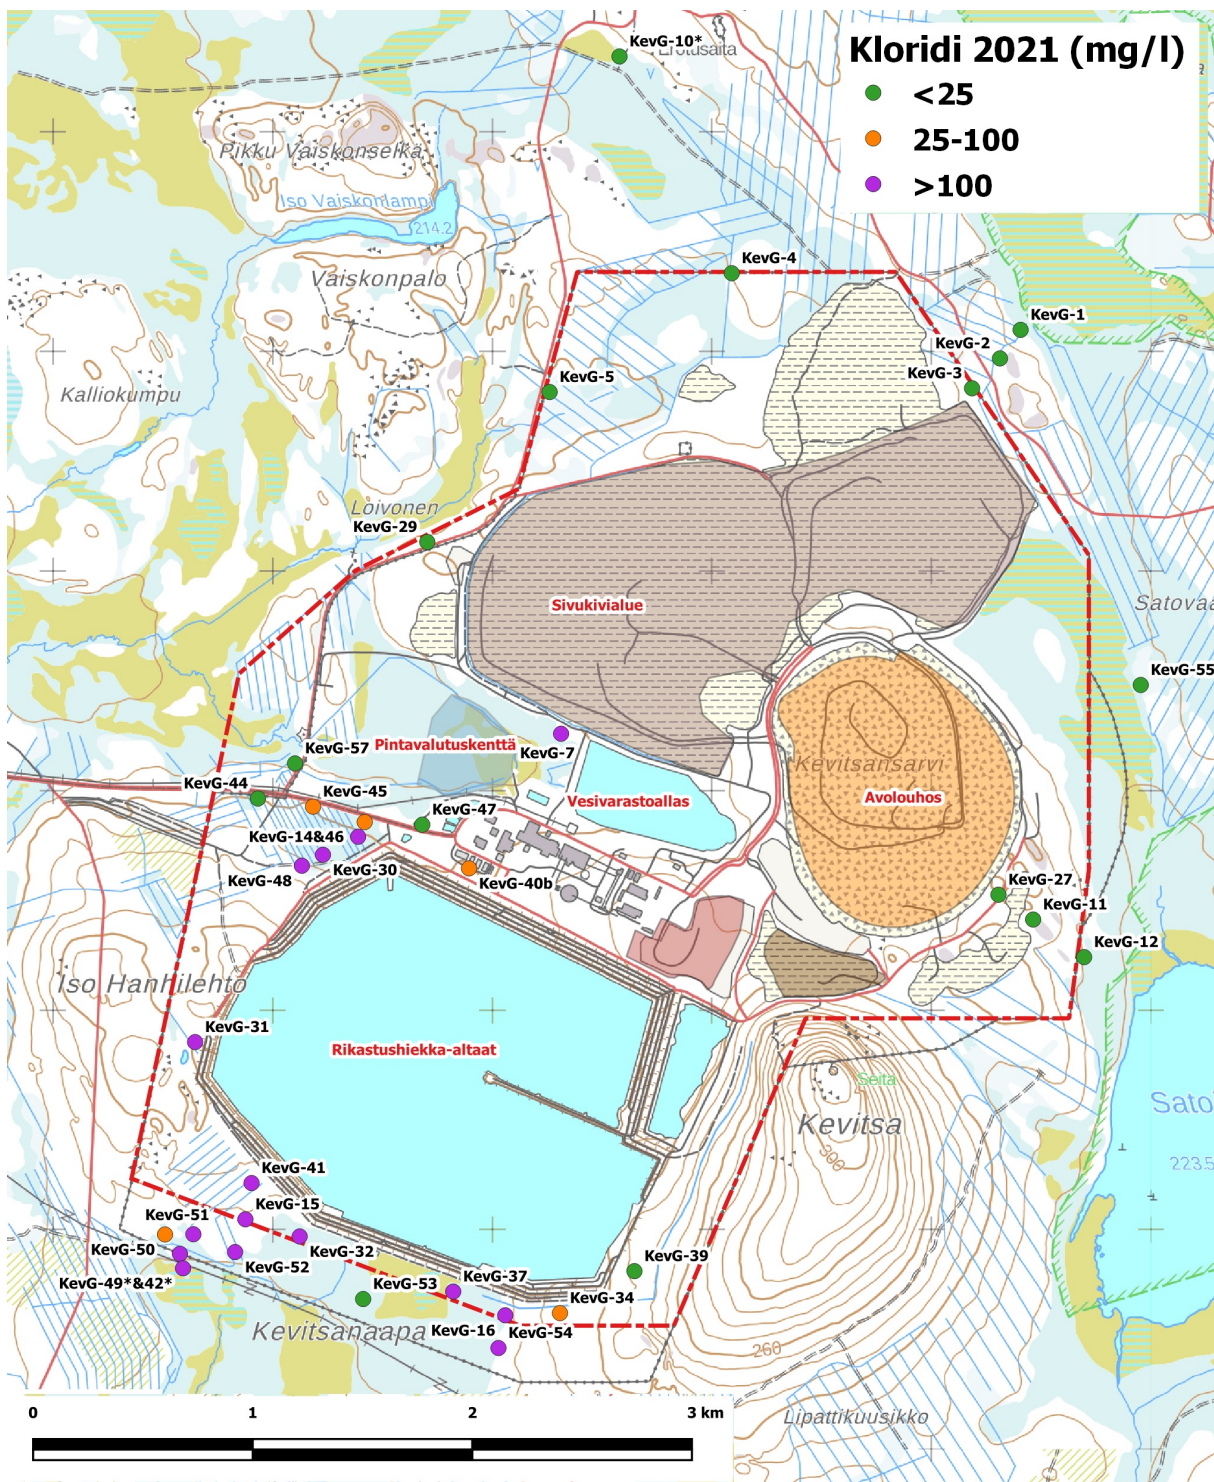 KevG-10*
Erotusaita
Kloridi 2021 (mg/l)
<25
25-100
>100
Pikku Vaiskonselkä
Iso Vaiskonlampi
214.2
Vaiskonpalo
KevG-4
KevG-1
KevG-2
KevG-3
KevG-5
Kalliokumpu
Loivonen
KevG-29
Sivukivialue
Satovaa
KevG-55
KevG-57
Pintavalutuskenttä
KevG-7
Kevitsansarvi
KevG-44
KevG-45
KevG-47
Vesivarastoallas
Avolouhos
KevG-14&46
KevG-30
KevG-48
KevG-40b
KevG-27
KevG-11
KevG-12
Iso Hanhilehto
KevG-31
Rikastushiekka-altaat
Seita
Kevitsa
Sato
300
223.5
KevG-41
KevG-15
KevG-51
KevG-50
KevG-32
KevG-52
KevG-49*&42*
KevG-39
KevG-53
KevG-37
KevG-34
Kevitsanaapa
KevG-16
KevG-54
260
Lipattikuusikko
0
1
2
3 km